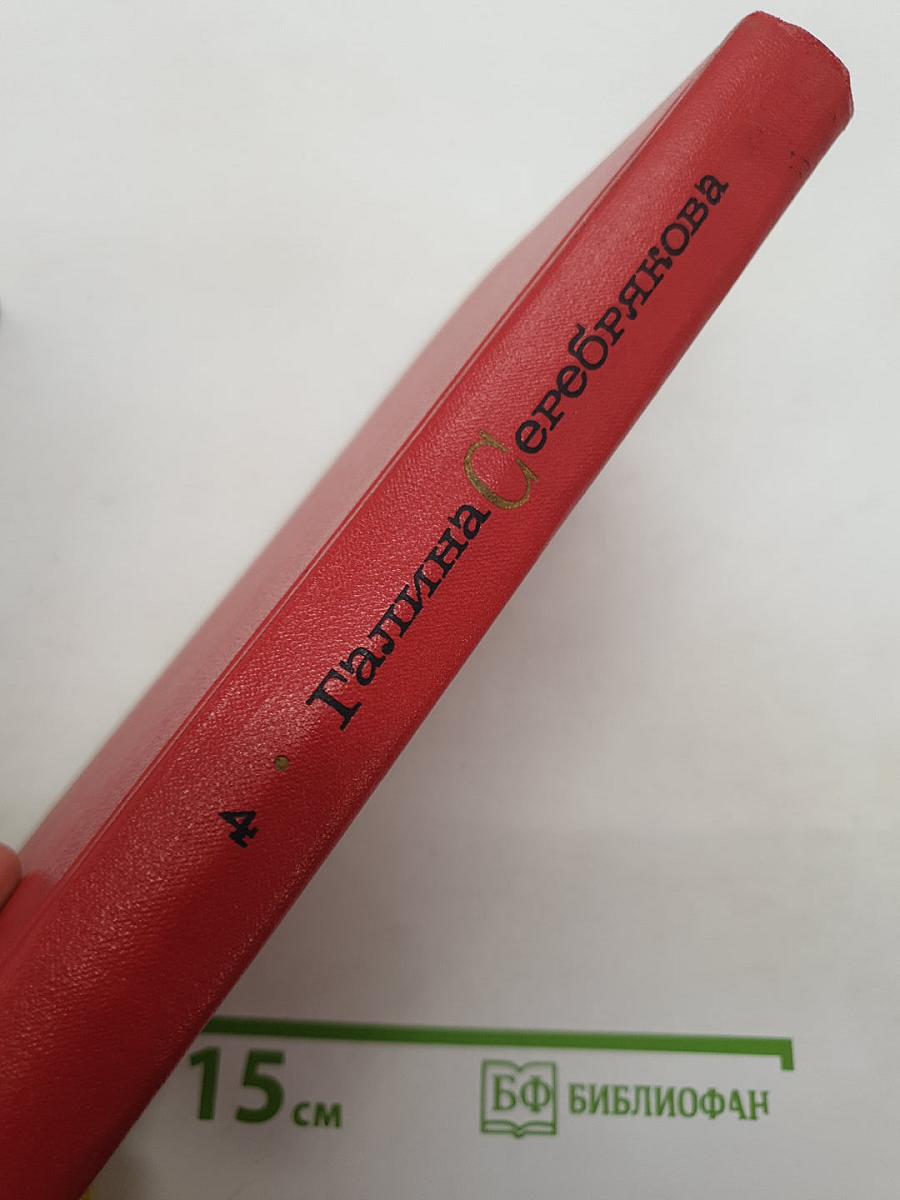 4 • Галина Серебрякова
15 см
БФ БИБЛИОФАН